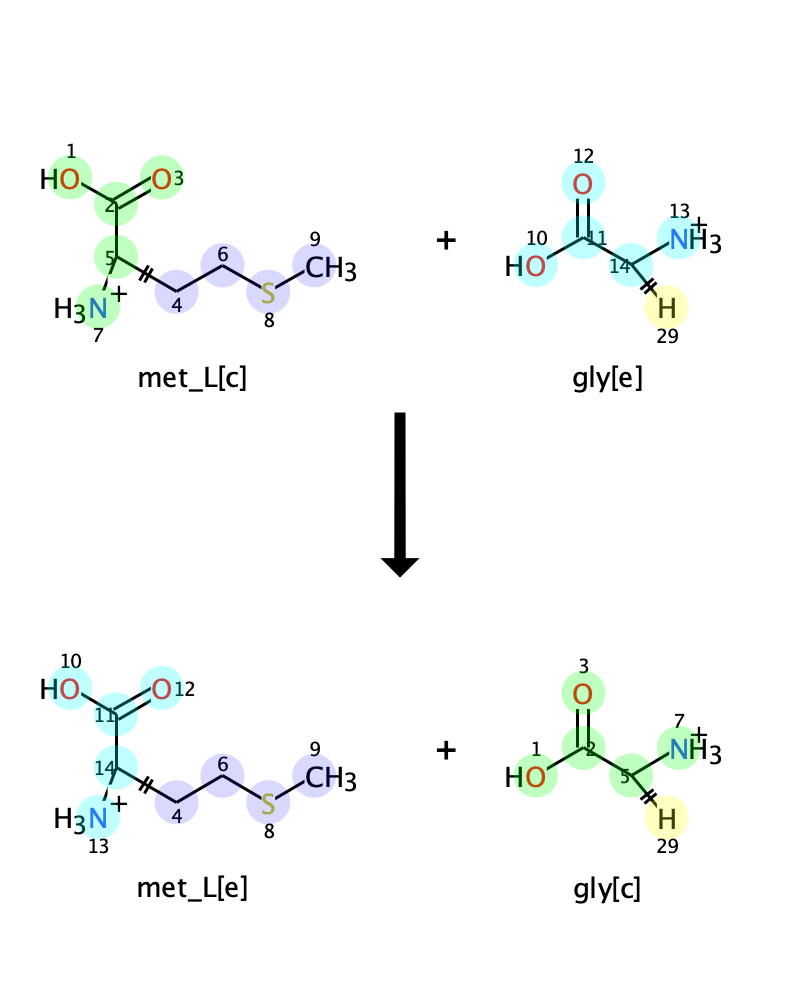 1 12
HO O 3 O 13
2 10 11 NH3 +
5 9 + HO 14
6 CH3 H
H3N + 4 S 29
7 8
met_L[c] gly[e]
10 3
HO O 12 O 7
11 1 2 NH3 +
14 9 + HO 5
6 CH3 H
H3N + 4 S 29
13 8
met_L[e] gly[c]